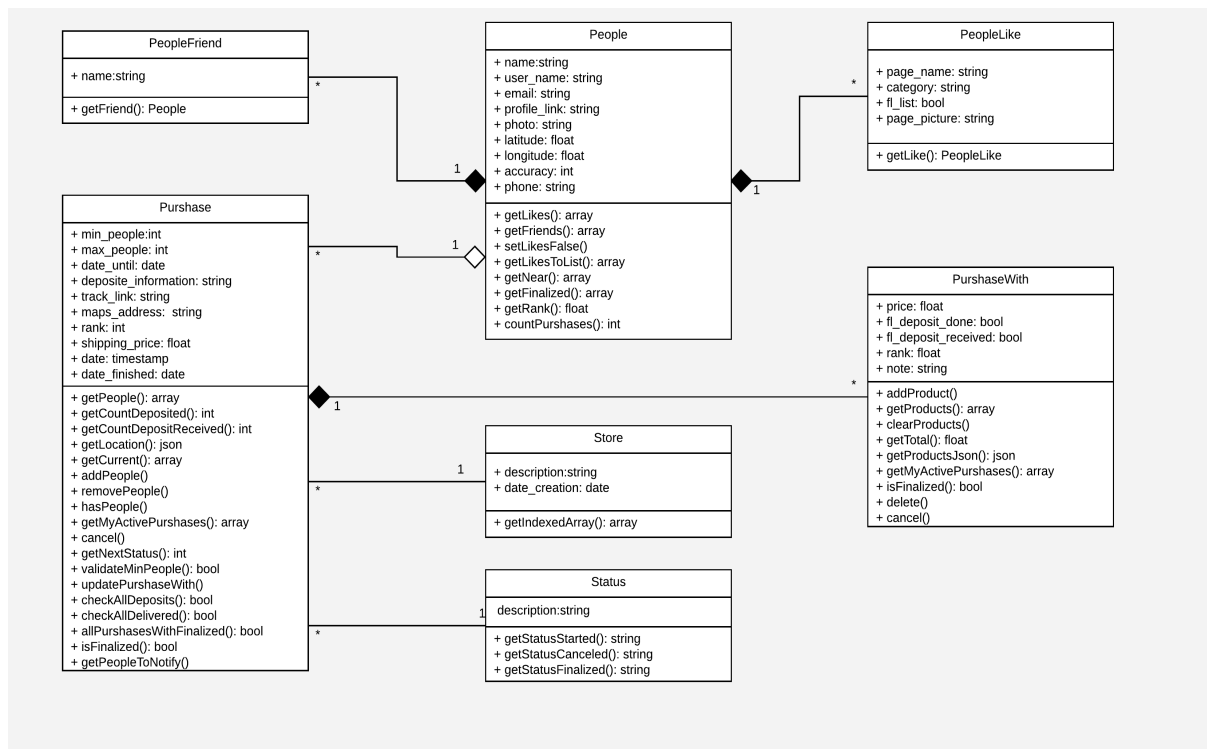 PeopleFriend
+ name:string
+ getFriend(): People
*
1
People
+ name:string
+ user_name: string
+ email: string
+ profile_link: string
+ photo: string
+ latitude: float
+ longitude: float
+ accuracy: int
+ phone: string
+ getLikes(): array
+ getFriends(): array
+ setLikesFalse()
+ getLikesToList(): array
+ getNear(): array
+ getFinalized(): array
+ getRank(): float
+ countPurshases(): int
1
*
PeopleLike
+ page_name: string
+ category: string
+ fl_list: bool
+ page_picture: string
+ getLike(): PeopleLike
Purshase
+ min_people:int
+ max_people: int
+ date_until: date
+ deposite_information: string
+ track_link: string
+ maps_address:  string
+ rank: int
+ shipping_price: float
+ date: timestamp
+ date_finished: date
+ getPeople(): array
+ getCountDeposited(): int
+ getCountDepositReceived(): int
+ getLocation(): json
+ getCurrent(): array
+ addPeople()
+ removePeople()
+ hasPeople()
+ getMyActivePurshases(): array
+ cancel()
+ getNextStatus(): int
+ validateMinPeople(): bool
+ updatePurshaseWith()
+ checkAllDeposits(): bool
+ checkAllDelivered(): bool
+ allPurshasesWithFinalized(): bool
+ isFinalized(): bool
+ getPeopleToNotify()
*
1
1
*
PurshaseWith
+ price: float
+ fl_deposit_done: bool
+ fl_deposit_received: bool
+ rank: float
+ note: string
+ addProduct()
+ getProducts(): array
+ clearProducts()
+ getTotal(): float
+ getProductsJson(): json
+ getMyActivePurshases(): array
+ isFinalized(): bool
+ delete()
+ cancel()
*
1
Store
+ description:string
+ date_creation: date
+ getIndexedArray(): array
*
1
Status
description:string
+ getStatusStarted(): string
+ getStatusCanceled(): string
+ getStatusFinalized(): string